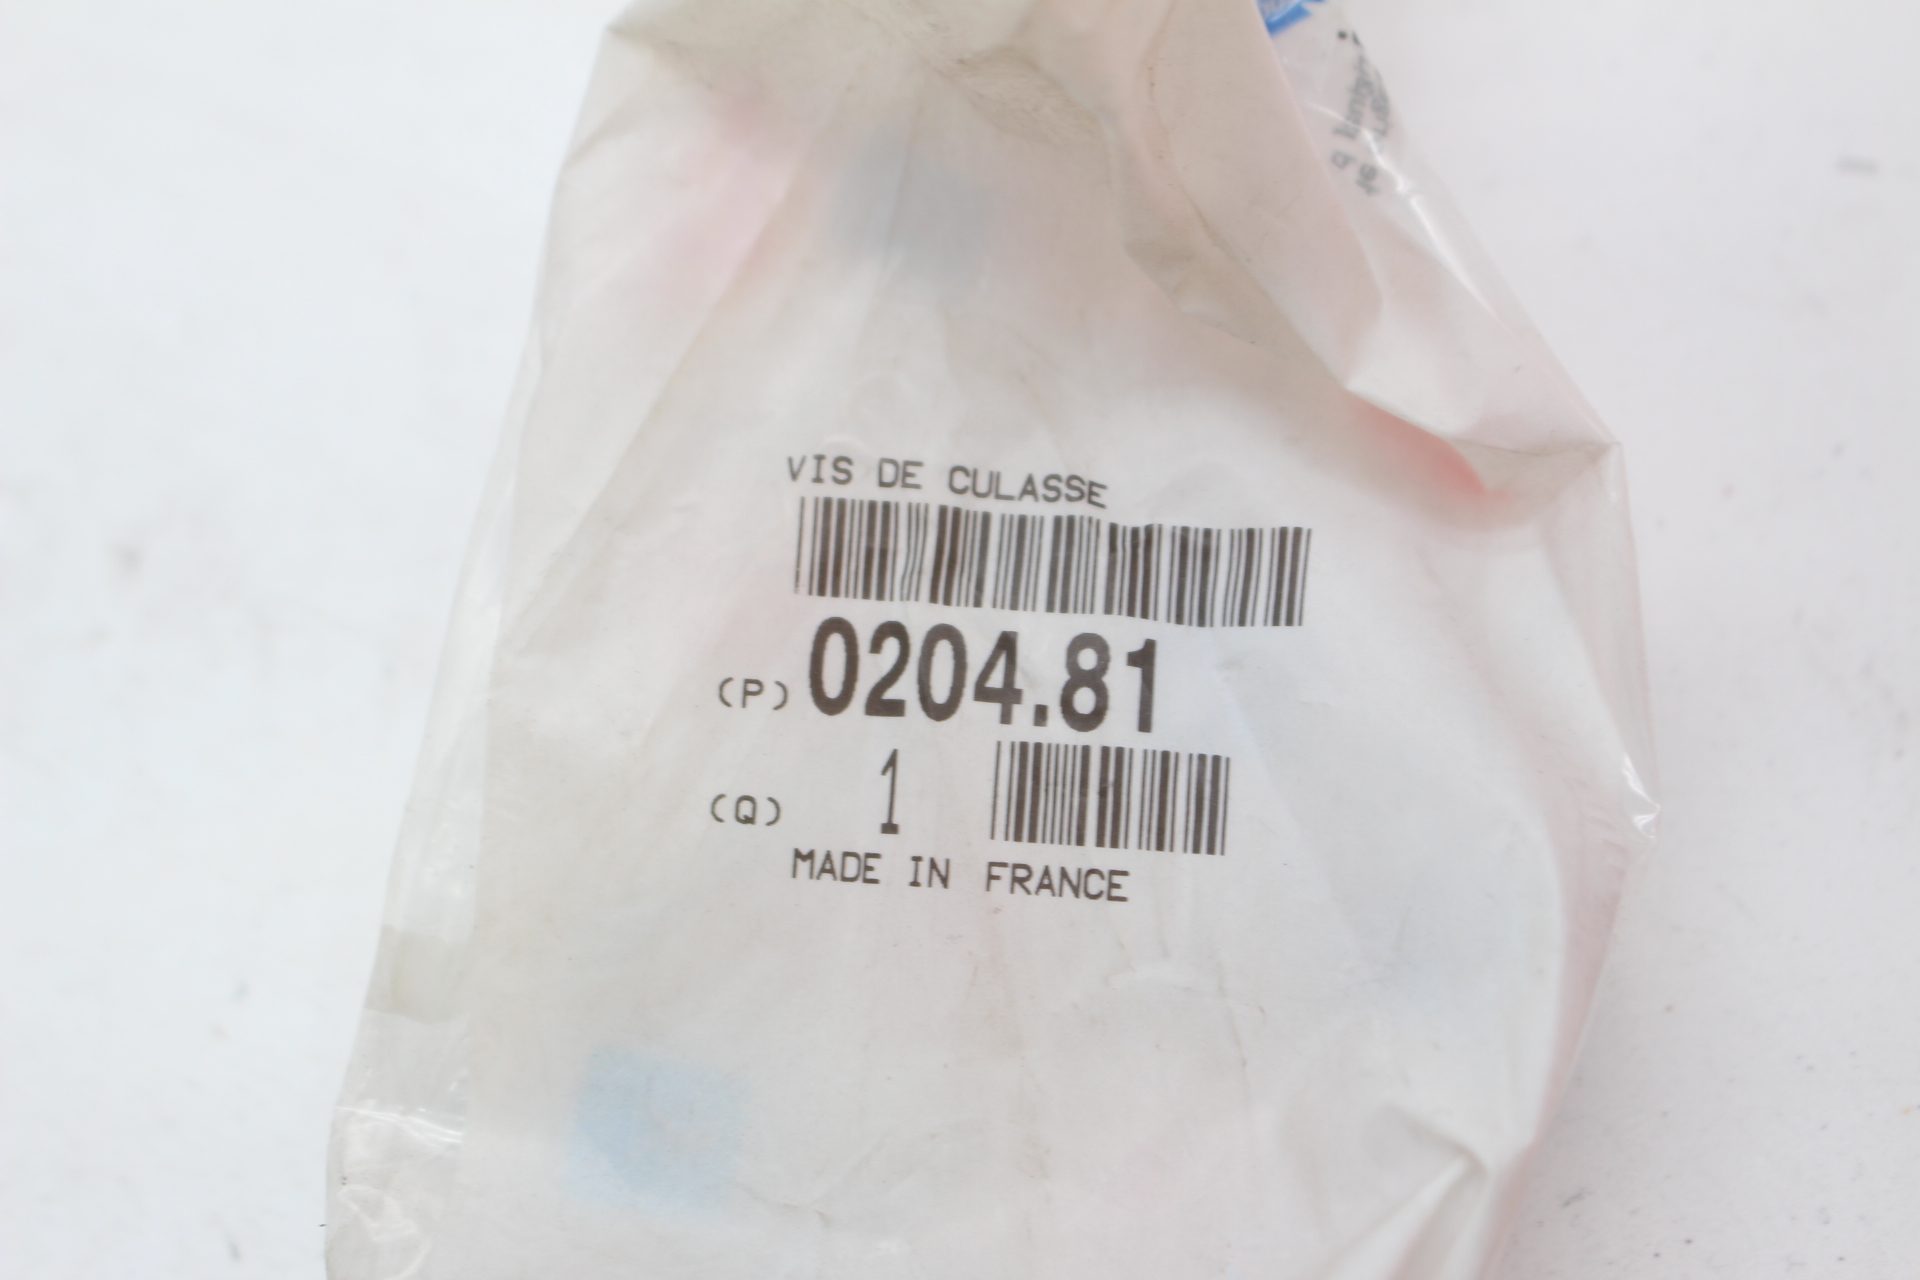 VIS DE CULASSE
(P) 0204.81
(Q) 1
MADE IN FRANCE